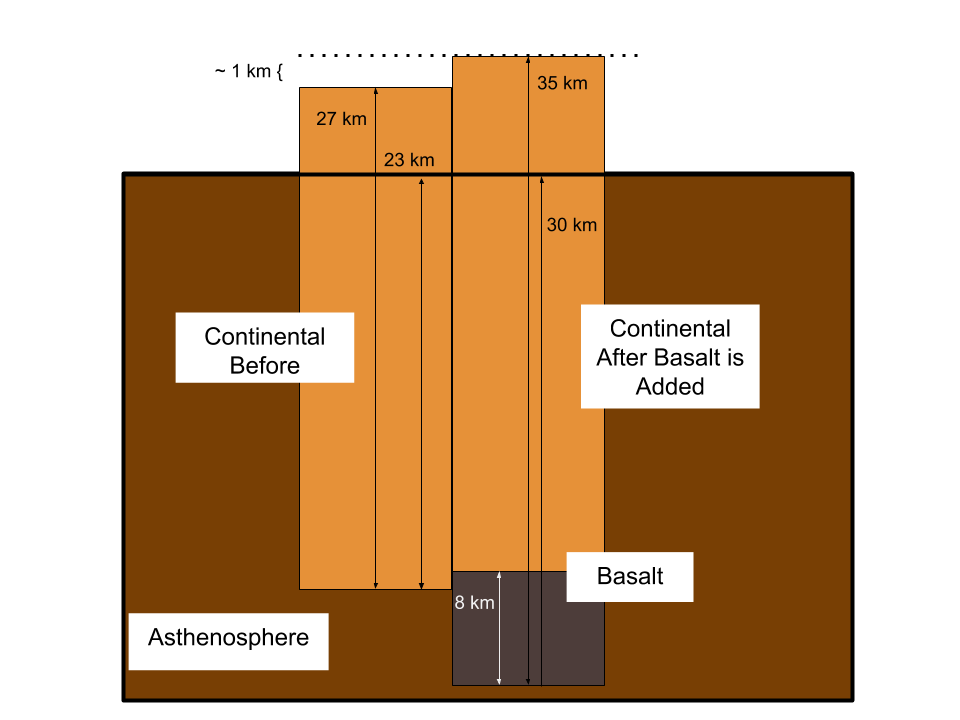 ~ 1 km {
35 km
27 km
23 km
30 km
Continental
Before
Continental
After Basalt is
Added
Basalt
8 km
Asthenosphere